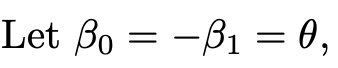 Let β₀ = −β₁ = θ,